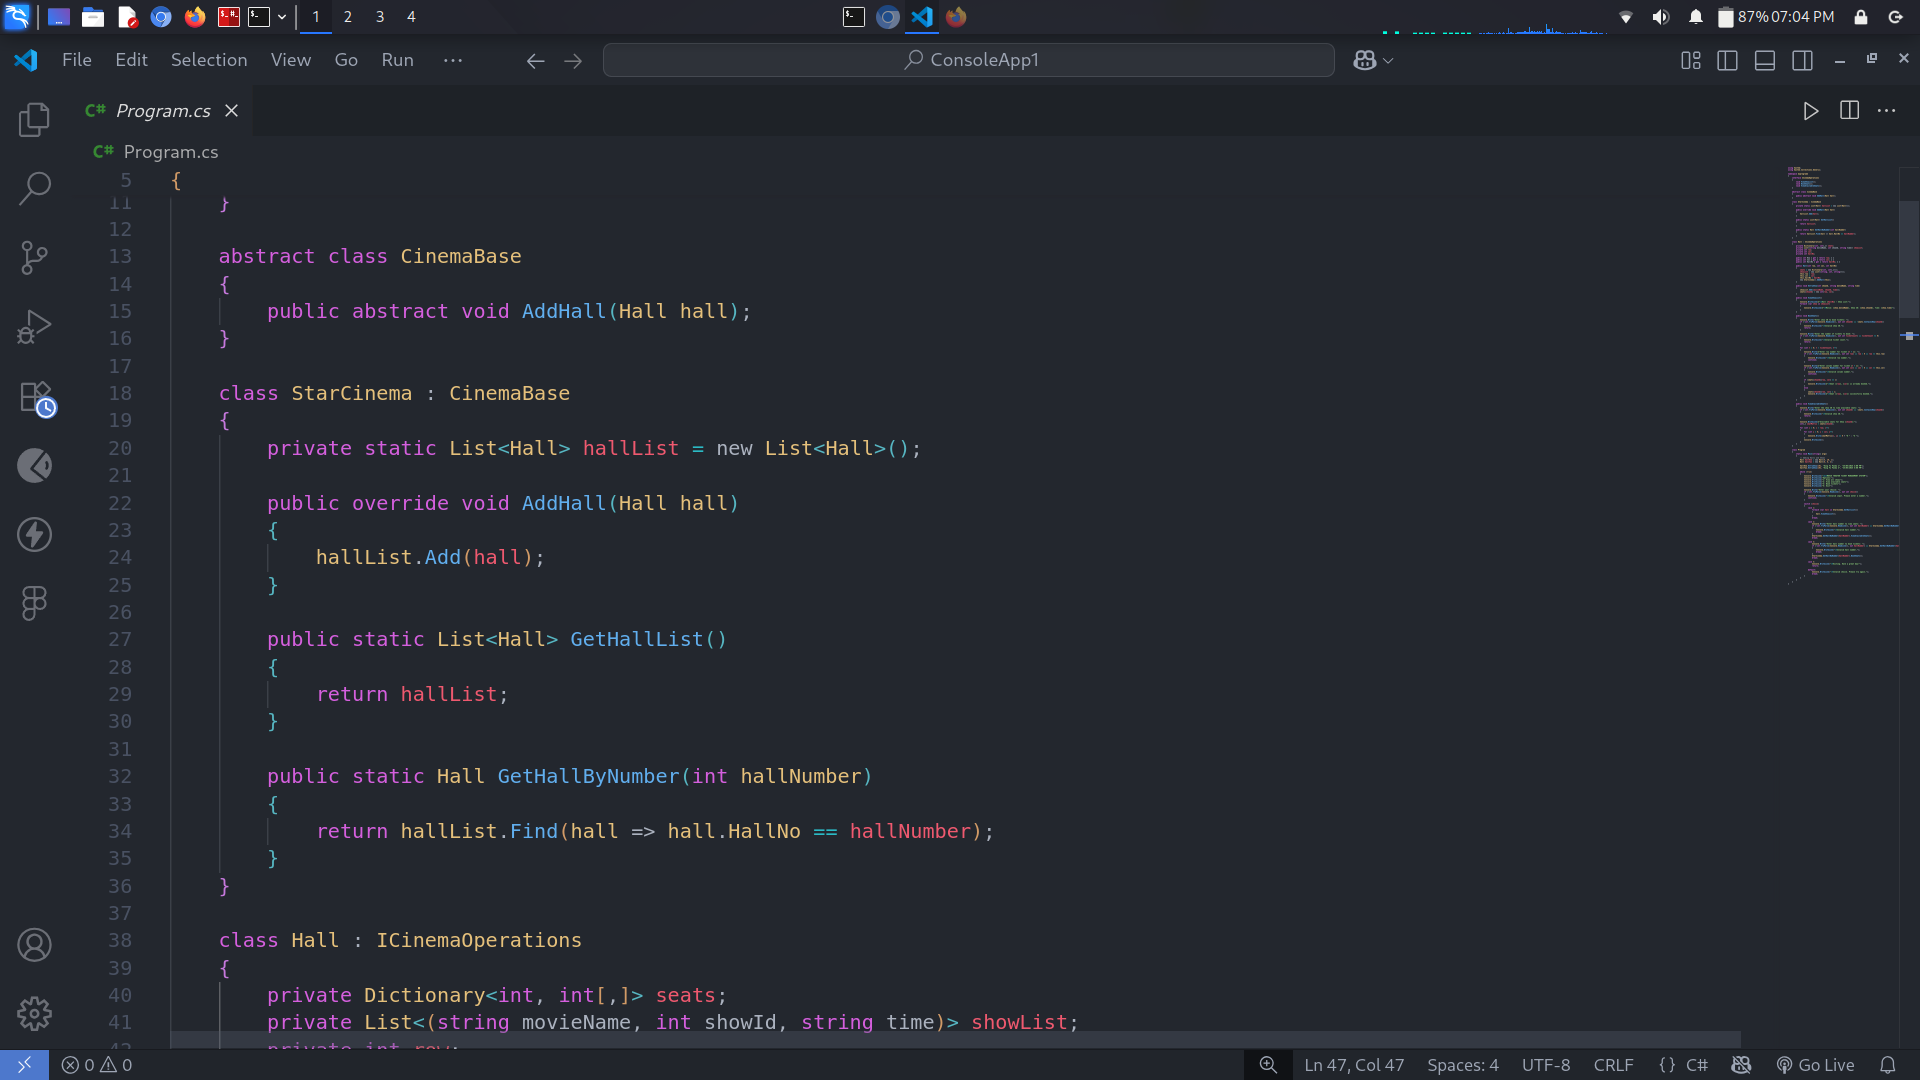 1 2 3 4
87% 07:04 PM
File Edit Selection View Go Run ··· ConsoleApp1
C# Program.cs
C# Program.cs
5 {
11 }
12
13 abstract class CinemaBase
14 {
15 public abstract void AddHall(Hall hall);
16 }
17
18 class StarCinema : CinemaBase
19 {
20 private static List<Hall> hallList = new List<Hall>();
21
22 public override void AddHall(Hall hall)
23 {
24 hallList.Add(hall);
25 }
26
27 public static List<Hall> GetHallList()
28 {
29 return hallList;
30 }
31
32 public static Hall GetHallByNumber(int hallNumber)
33 {
34 return hallList.Find(hall => hall.HallNo == hallNumber);
35 }
36 }
37
38 class Hall : ICinemaOperations
39 {
40 private Dictionary<int, int[,]> seats;
41 private List<(string movieName, int showId, string time)> showList;
42 private int row;
0 0 Ln 47, Col 47 Spaces: 4 UTF-8 CRLF {} C# Go Live